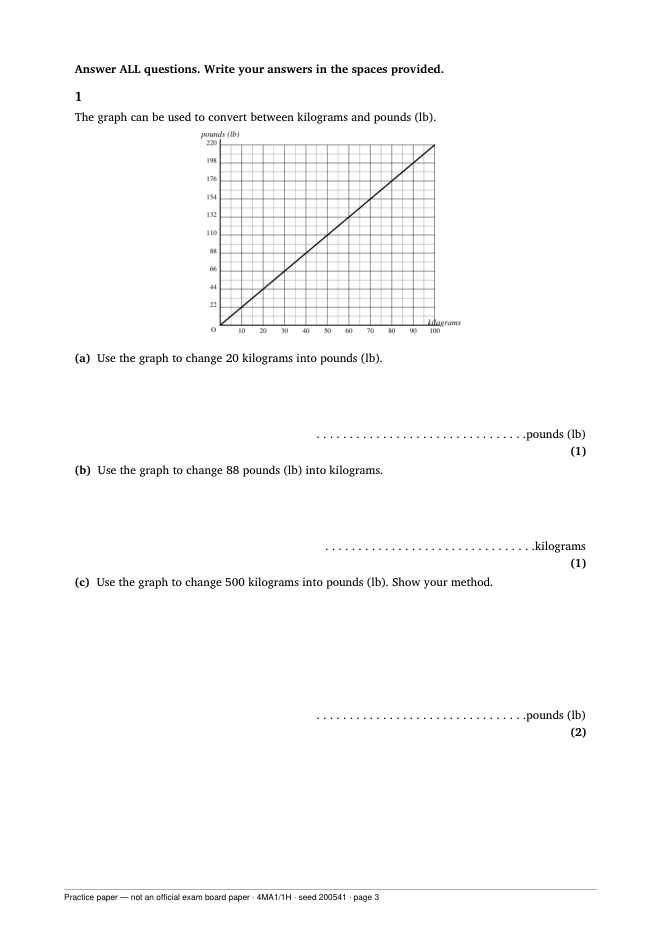 Answer ALL questions. Write your answers in the spaces provided.
1
The graph can be used to convert between kilograms and pounds (lb).
pounds (lb)
220
198
176
154
132
110
88
66
44
22
kilograms
O 10 20 30 40 50 60 70 80 90 100
(a) Use the graph to change 20 kilograms into pounds (lb).
. . . . . . . . . . . . . . . . . . . . . . . . . . . . . . . .pounds (lb)
(1)
(b) Use the graph to change 88 pounds (lb) into kilograms.
. . . . . . . . . . . . . . . . . . . . . . . . . . . . . . . .kilograms
(1)
(c) Use the graph to change 500 kilograms into pounds (lb). Show your method.
. . . . . . . . . . . . . . . . . . . . . . . . . . . . . . . .pounds (lb)
(2)
Practice paper — not an official exam board paper · 4MA1/1H · seed 200541 · page 3